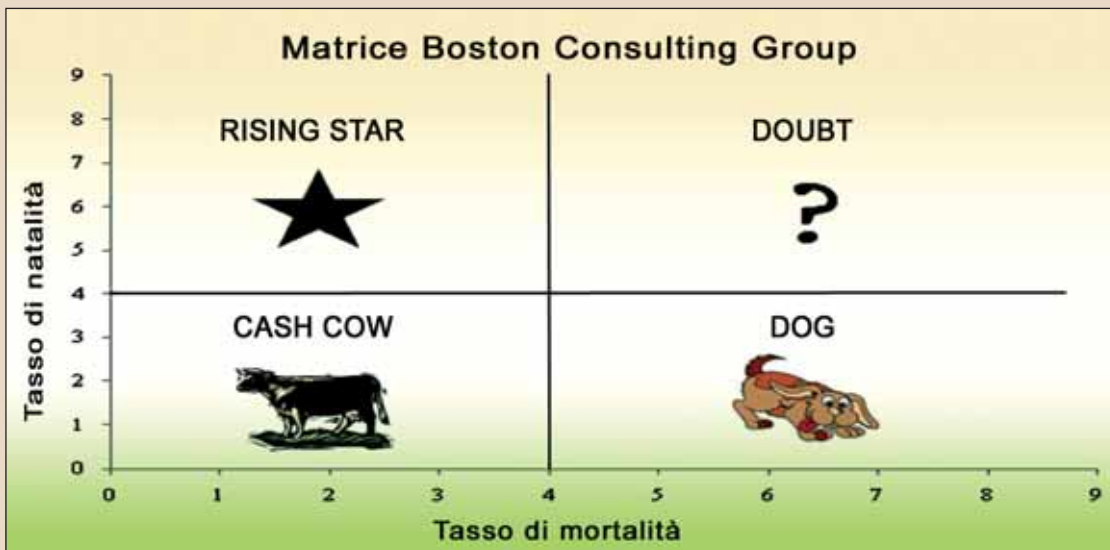 Matrice Boston Consulting Group
Tasso di natalità
9
8
7
6
5
4
3
2
1
0
RISING STAR
DOUBT
?
CASH COW
DOG
0 1 2 3 4 5 6 7 8 9
Tasso di mortalità